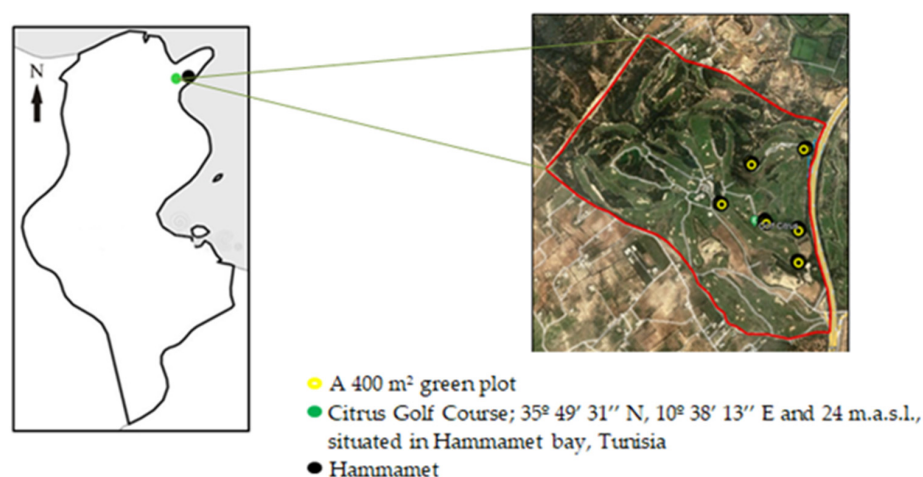 N
A 400 m² green plot
Citrus Golf Course; 35º 49′ 31′′ N, 10º 38′ 13′′ E and 24 m.a.s.l.,
situated in Hammamet bay, Tunisia
Hammamet